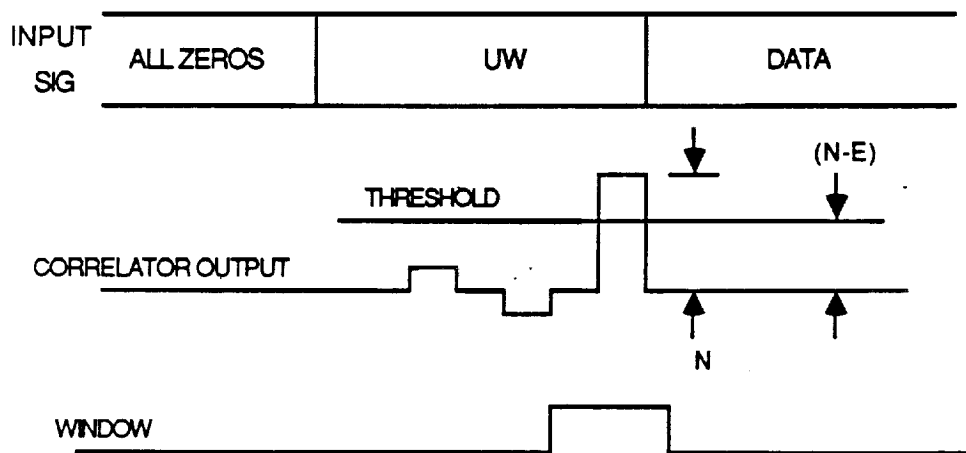 INPUT
SIG
ALL ZEROS
UW
DATA
(N-E)
THRESHOLD
CORRELATOR OUTPUT
N
WINDOW